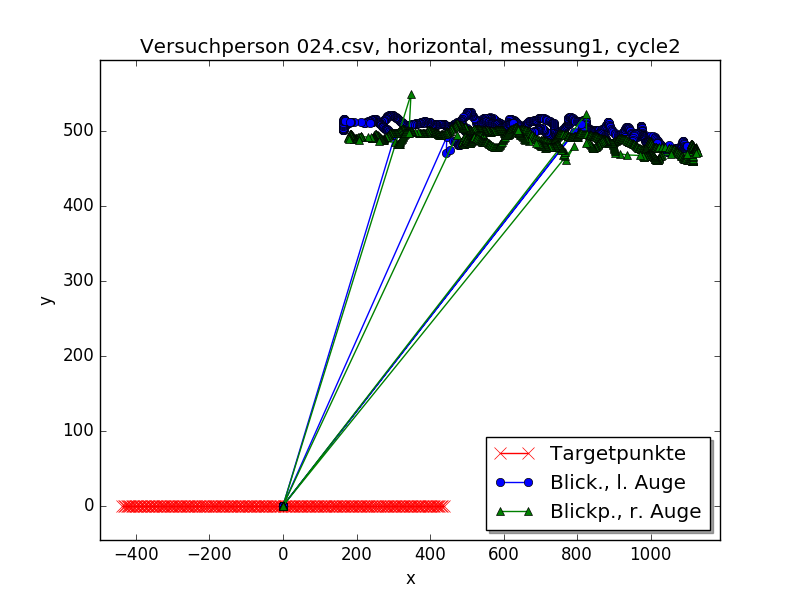 Versuchperson 024.csv, horizontal, messung1, cycle2
y
500
400
300
200
100
0
−400 −200 0 200 400 600 800 1000
x
Targetpunkte
Blick., l. Auge
Blickp., r. Auge